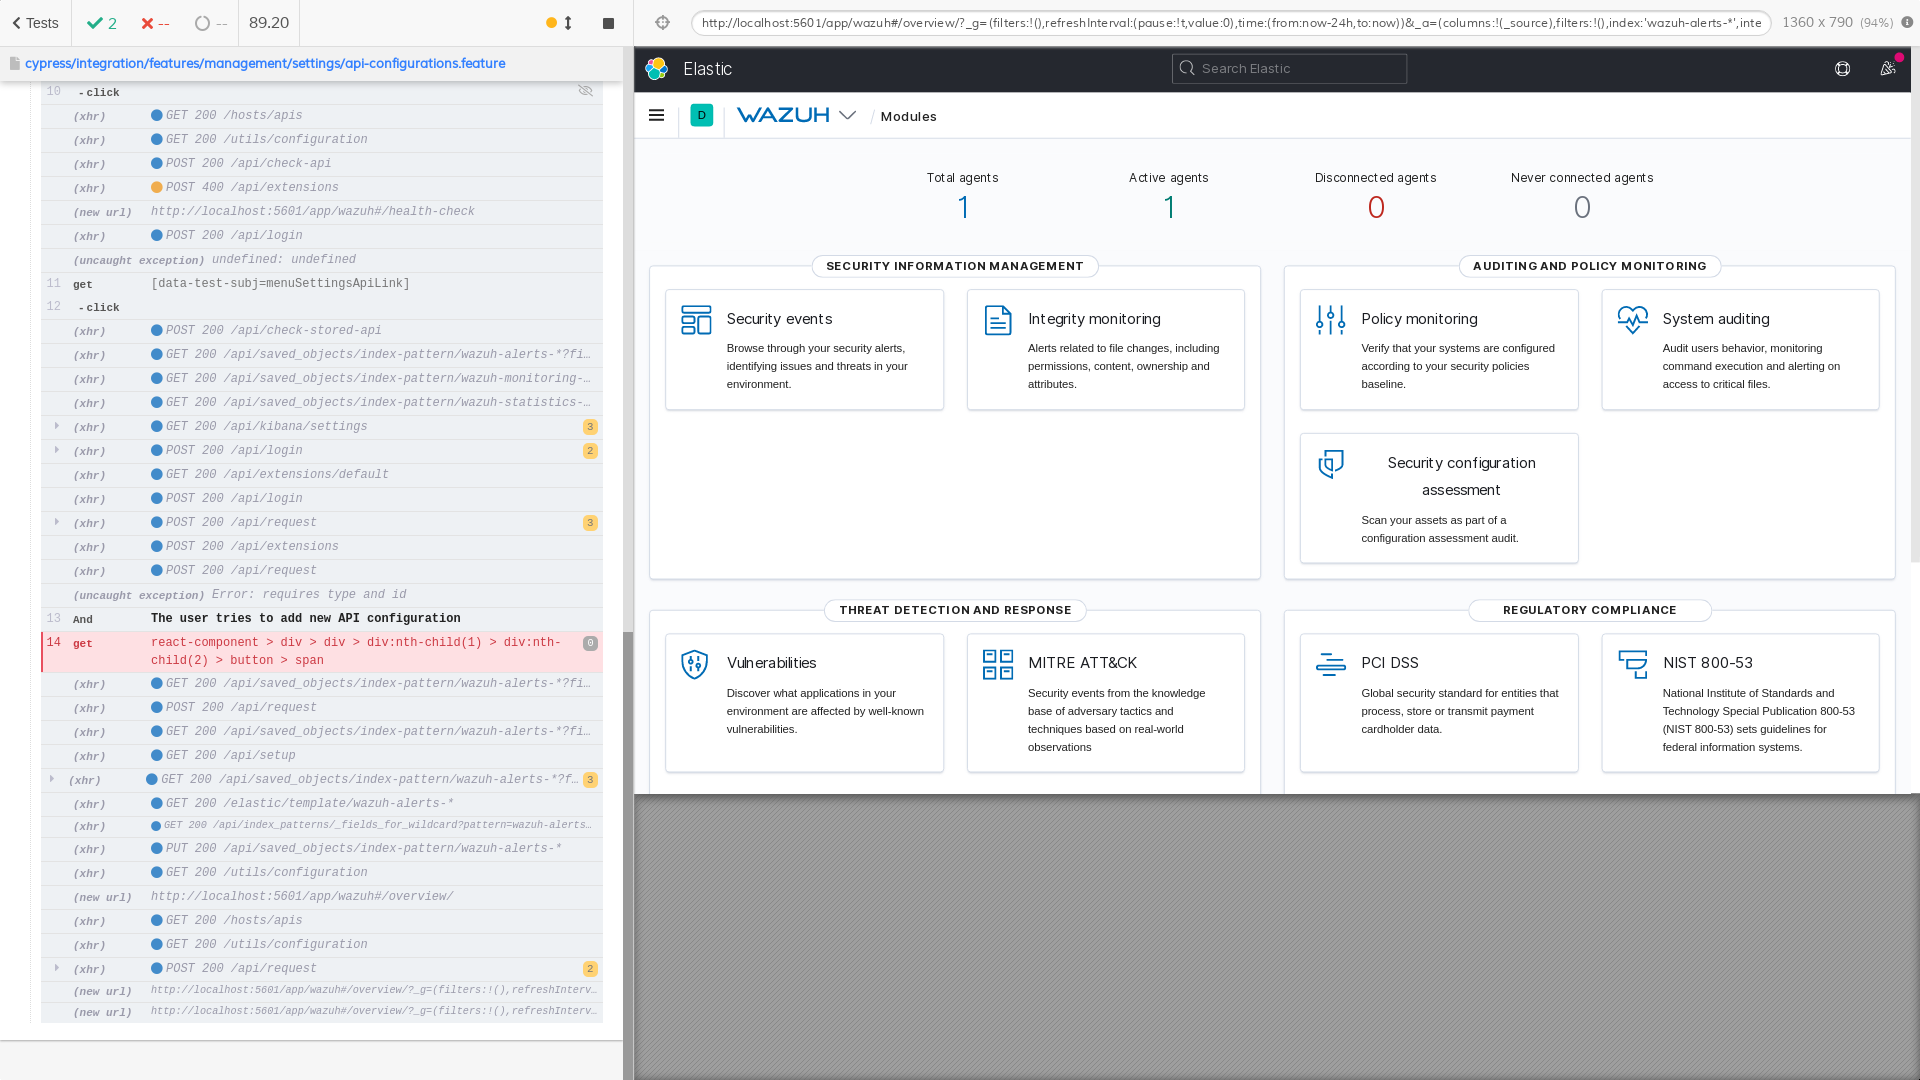 Tests
2
--
--
89.20
cypress/integration/features/management/settings/api-configurations.feature
10 -click
(xhr) GET 200 /hosts/apis
(xhr) GET 200 /utils/configuration
(xhr) POST 200 /api/check-api
(xhr) POST 400 /api/extensions
(new url) http://localhost:5601/app/wazuh#/health-check
(xhr) POST 200 /api/login
(uncaught exception) undefined: undefined
11 get [data-test-subj=menuSettingsApiLink]
12 -click
(xhr) POST 200 /api/check-stored-api
(xhr) GET 200 /api/saved_objects/index-pattern/wazuh-alerts-*?fi…
(xhr) GET 200 /api/saved_objects/index-pattern/wazuh-monitoring-…
(xhr) GET 200 /api/saved_objects/index-pattern/wazuh-statistics-…
(xhr) GET 200 /api/kibana/settings 3
(xhr) POST 200 /api/login 2
(xhr) GET 200 /api/extensions/default
(xhr) POST 200 /api/login
(xhr) POST 200 /api/request 3
(xhr) POST 200 /api/extensions
(xhr) POST 200 /api/request
(uncaught exception) Error: requires type and id
13 And The user tries to add new API configuration
14 get react-component > div > div > div:nth-child(1) > div:nth-
child(2) > button > span 0
(xhr) GET 200 /api/saved_objects/index-pattern/wazuh-alerts-*?fi…
(xhr) POST 200 /api/request
(xhr) GET 200 /api/saved_objects/index-pattern/wazuh-alerts-*?fi…
(xhr) GET 200 /api/setup
(xhr) GET 200 /api/saved_objects/index-pattern/wazuh-alerts-*?f… 3
(xhr) GET 200 /elastic/template/wazuh-alerts-*
(xhr) GET 200 /api/index_patterns/_fields_for_wildcard?pattern=wazuh-alerts…
(xhr) PUT 200 /api/saved_objects/index-pattern/wazuh-alerts-*
(xhr) GET 200 /utils/configuration
(new url) http://localhost:5601/app/wazuh#/overview/
(xhr) GET 200 /hosts/apis
(xhr) GET 200 /utils/configuration
(xhr) POST 200 /api/request 2
(new url) http://localhost:5601/app/wazuh#/overview/?_g=(filters:!(),refreshInterv…
(new url) http://localhost:5601/app/wazuh#/overview/?_g=(filters:!(),refreshInterv…
http://localhost:5601/app/wazuh#/overview/?_g=(filters:!(),refreshInterval:(pause:!t,value:0),time:(from:now-24h,to:now))&_a=(columns:!(_source),filters:!(),index:'wazuh-alerts-*',inte
1360 x 790 (94%)
Elastic
Search Elastic
D
WAZUH
/ Modules
Total agents
1
Active agents
1
Disconnected agents
0
Never connected agents
0
SECURITY INFORMATION MANAGEMENT
Security events
Browse through your security alerts,
identifying issues and threats in your
environment.
Integrity monitoring
Alerts related to file changes, including
permissions, content, ownership and
attributes.
AUDITING AND POLICY MONITORING
Policy monitoring
Verify that your systems are configured
according to your security policies
baseline.
System auditing
Audit users behavior, monitoring
command execution and alerting on
access to critical files.
Security configuration
assessment
Scan your assets as part of a
configuration assessment audit.
THREAT DETECTION AND RESPONSE
Vulnerabilities
Discover what applications in your
environment are affected by well-known
vulnerabilities.
MITRE ATT&CK
Security events from the knowledge
base of adversary tactics and
techniques based on real-world
observations
REGULATORY COMPLIANCE
PCI DSS
Global security standard for entities that
process, store or transmit payment
cardholder data.
NIST 800-53
National Institute of Standards and
Technology Special Publication 800-53
(NIST 800-53) sets guidelines for
federal information systems.